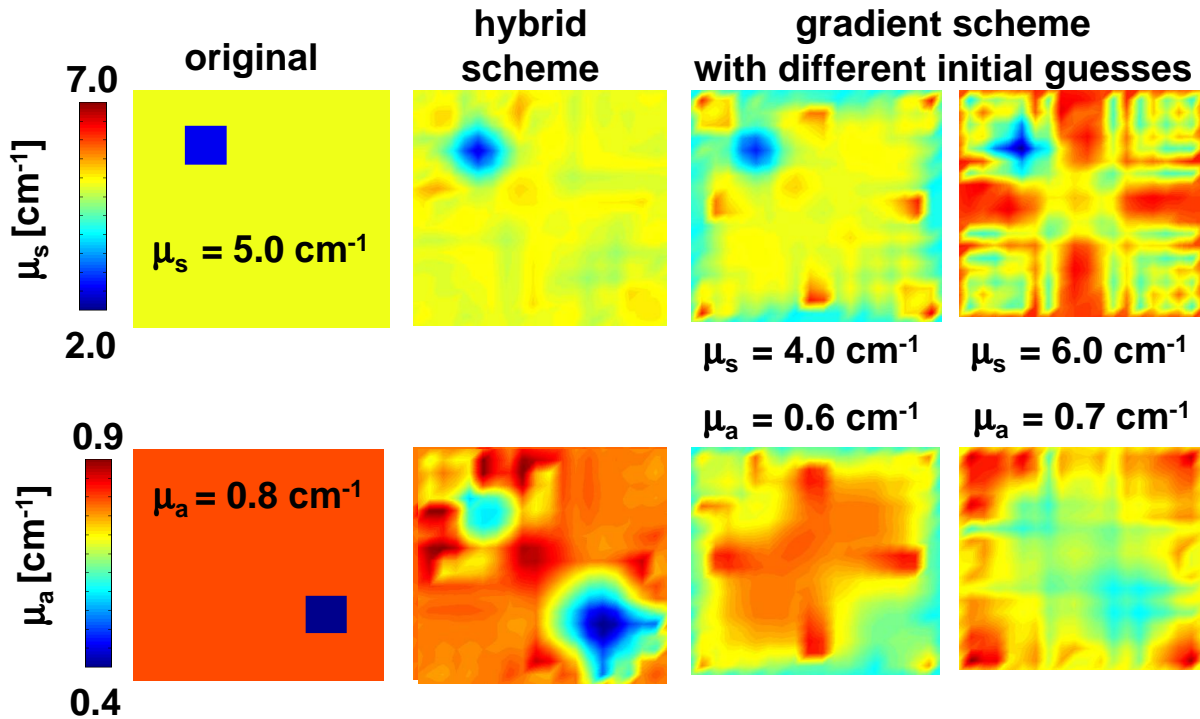 original
hybrid
scheme
gradient scheme
with different initial guesses
7.0
μs [cm-1]
2.0
μs = 5.0 cm-1
μs = 4.0 cm-1
μs = 6.0 cm-1
μa = 0.6 cm-1
μa = 0.7 cm-1
0.9
μa [cm-1]
0.4
μa = 0.8 cm-1